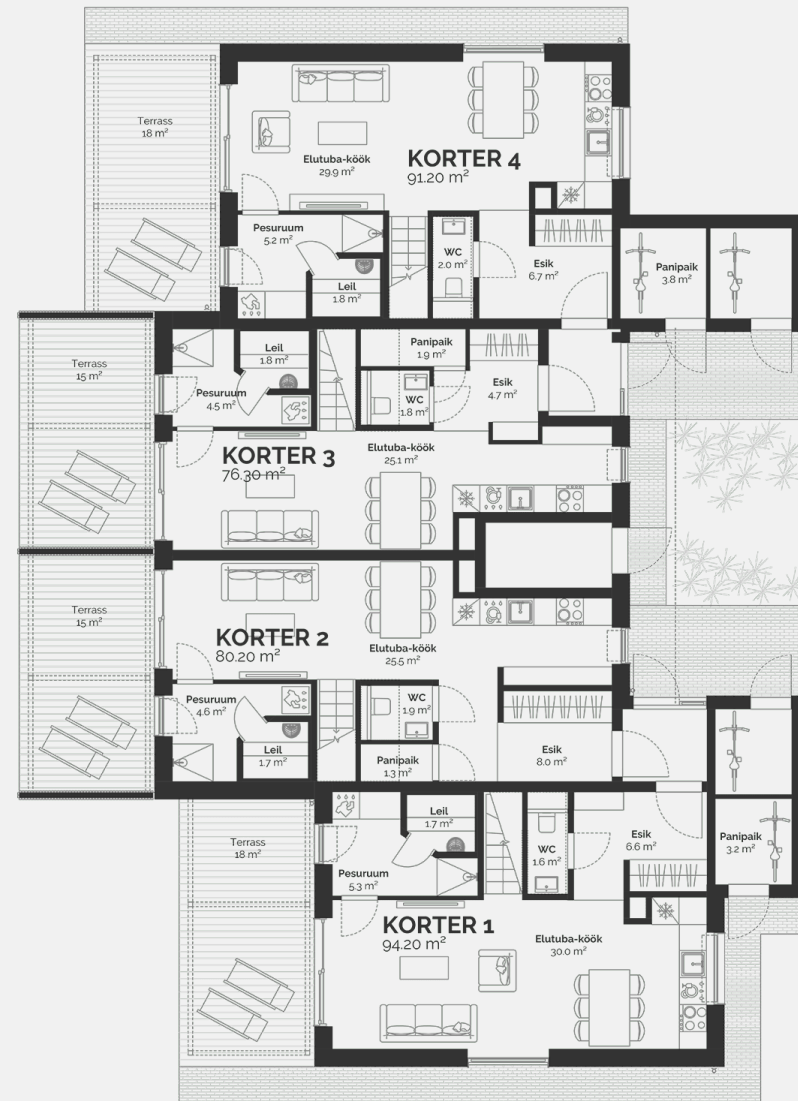 Terrass
18 m²
Elutuba-köök
29.9 m²
KORTER 4
91.20 m²
Pesuruum
5.2 m²
Leil
1.8 m²
WC
2.0 m²
Esik
6.7 m²
Panipaik
3.8 m²
Terrass
15 m²
Leil
1.8 m²
Pesuruum
4.5 m²
Panipaik
1.9 m²
WC
1.8 m²
Esik
4.7 m²
KORTER 3
76.30 m²
Elutuba-köök
25.1 m²
Terrass
15 m²
KORTER 2
80.20 m²
Elutuba-köök
25.5 m²
Pesuruum
4.6 m²
Leil
1.7 m²
WC
1.9 m²
Panipaik
1.3 m²
Esik
8.0 m²
Terrass
18 m²
Leil
1.7 m²
Pesuruum
5.3 m²
WC
1.6 m²
Esik
6.6 m²
Panipaik
3.2 m²
KORTER 1
94.20 m²
Elutuba-köök
30.0 m²